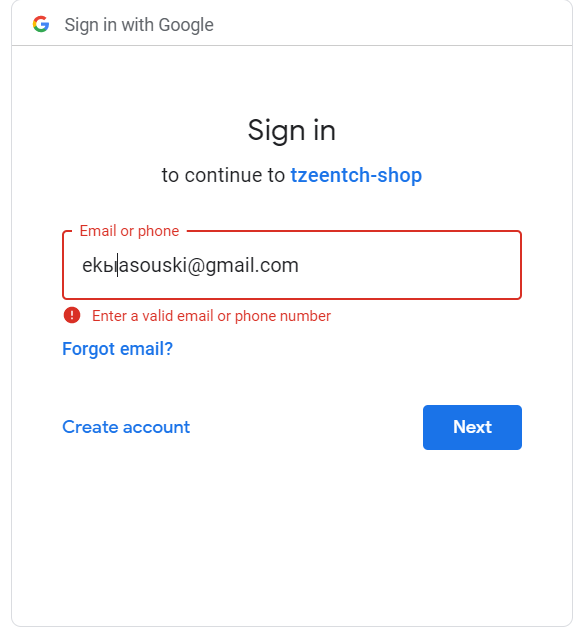 Sign in with Google
Sign in
to continue to tzeentch-shop
Email or phone
ekыasouski@gmail.com
Enter a valid email or phone number
Forgot email?
Create account
Next